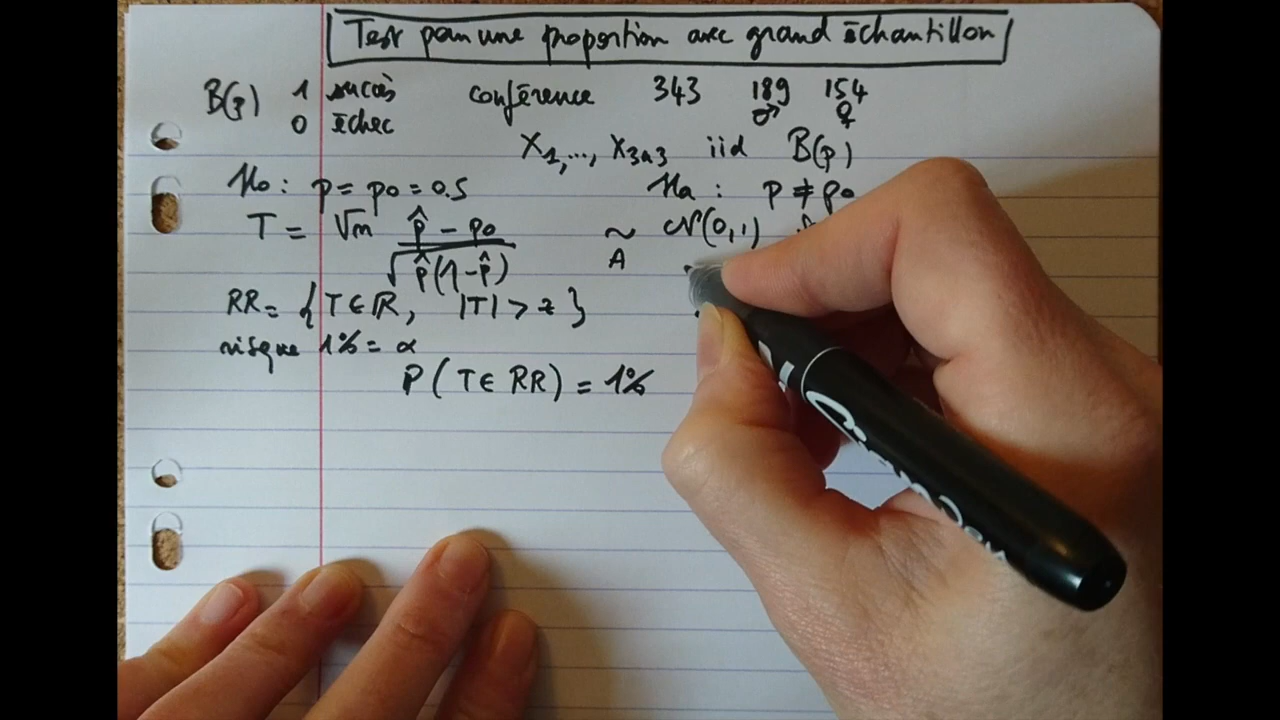 Test pour une proportion avec grand échantillon
B(p) 1 succès conférence 343 189 154
0 échec ♂ ♀
X1,..., X343 iid B(p)
H0 : p = p0 = 0.5 Ha : p ≠ p0
T = √n (p̂ - p0) / √(p̂(1-p̂)) ~A N(0,1)
RR = { T ∈ ℝ, |T| > z }
risque 1% = α
P( T ∈ RR) = 1%